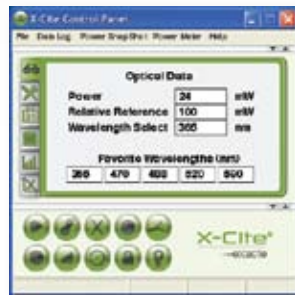 X-Cite Control Panel
File Data Log Power SnapShot Power Meter Help
Optical Data
Power 24 mW
Relative Reference 100 mW
Wavelength Select 365 nm
Favorite Wavelengths (nm)
365 470 488 520 590
X-Cite®